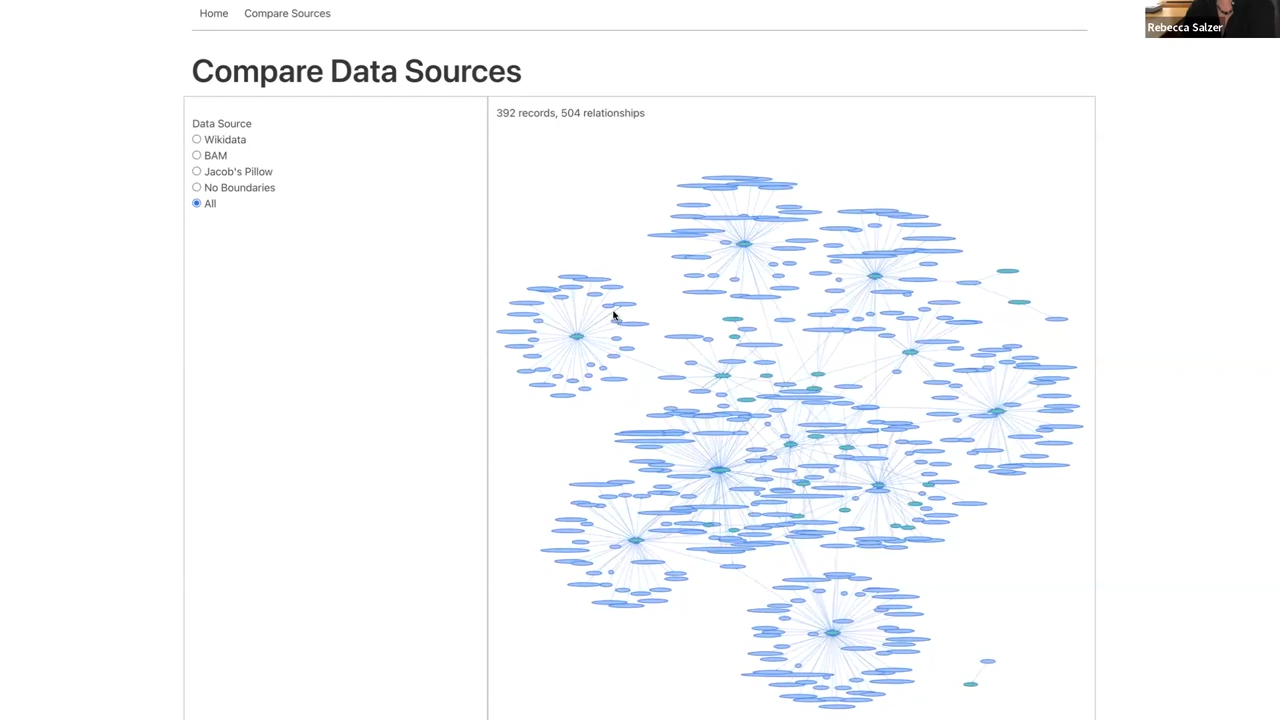 Home Compare Sources
Rebecca Salzer
Compare Data Sources
392 records, 504 relationships
Data Source
Wikidata
BAM
Jacob's Pillow
No Boundaries
All